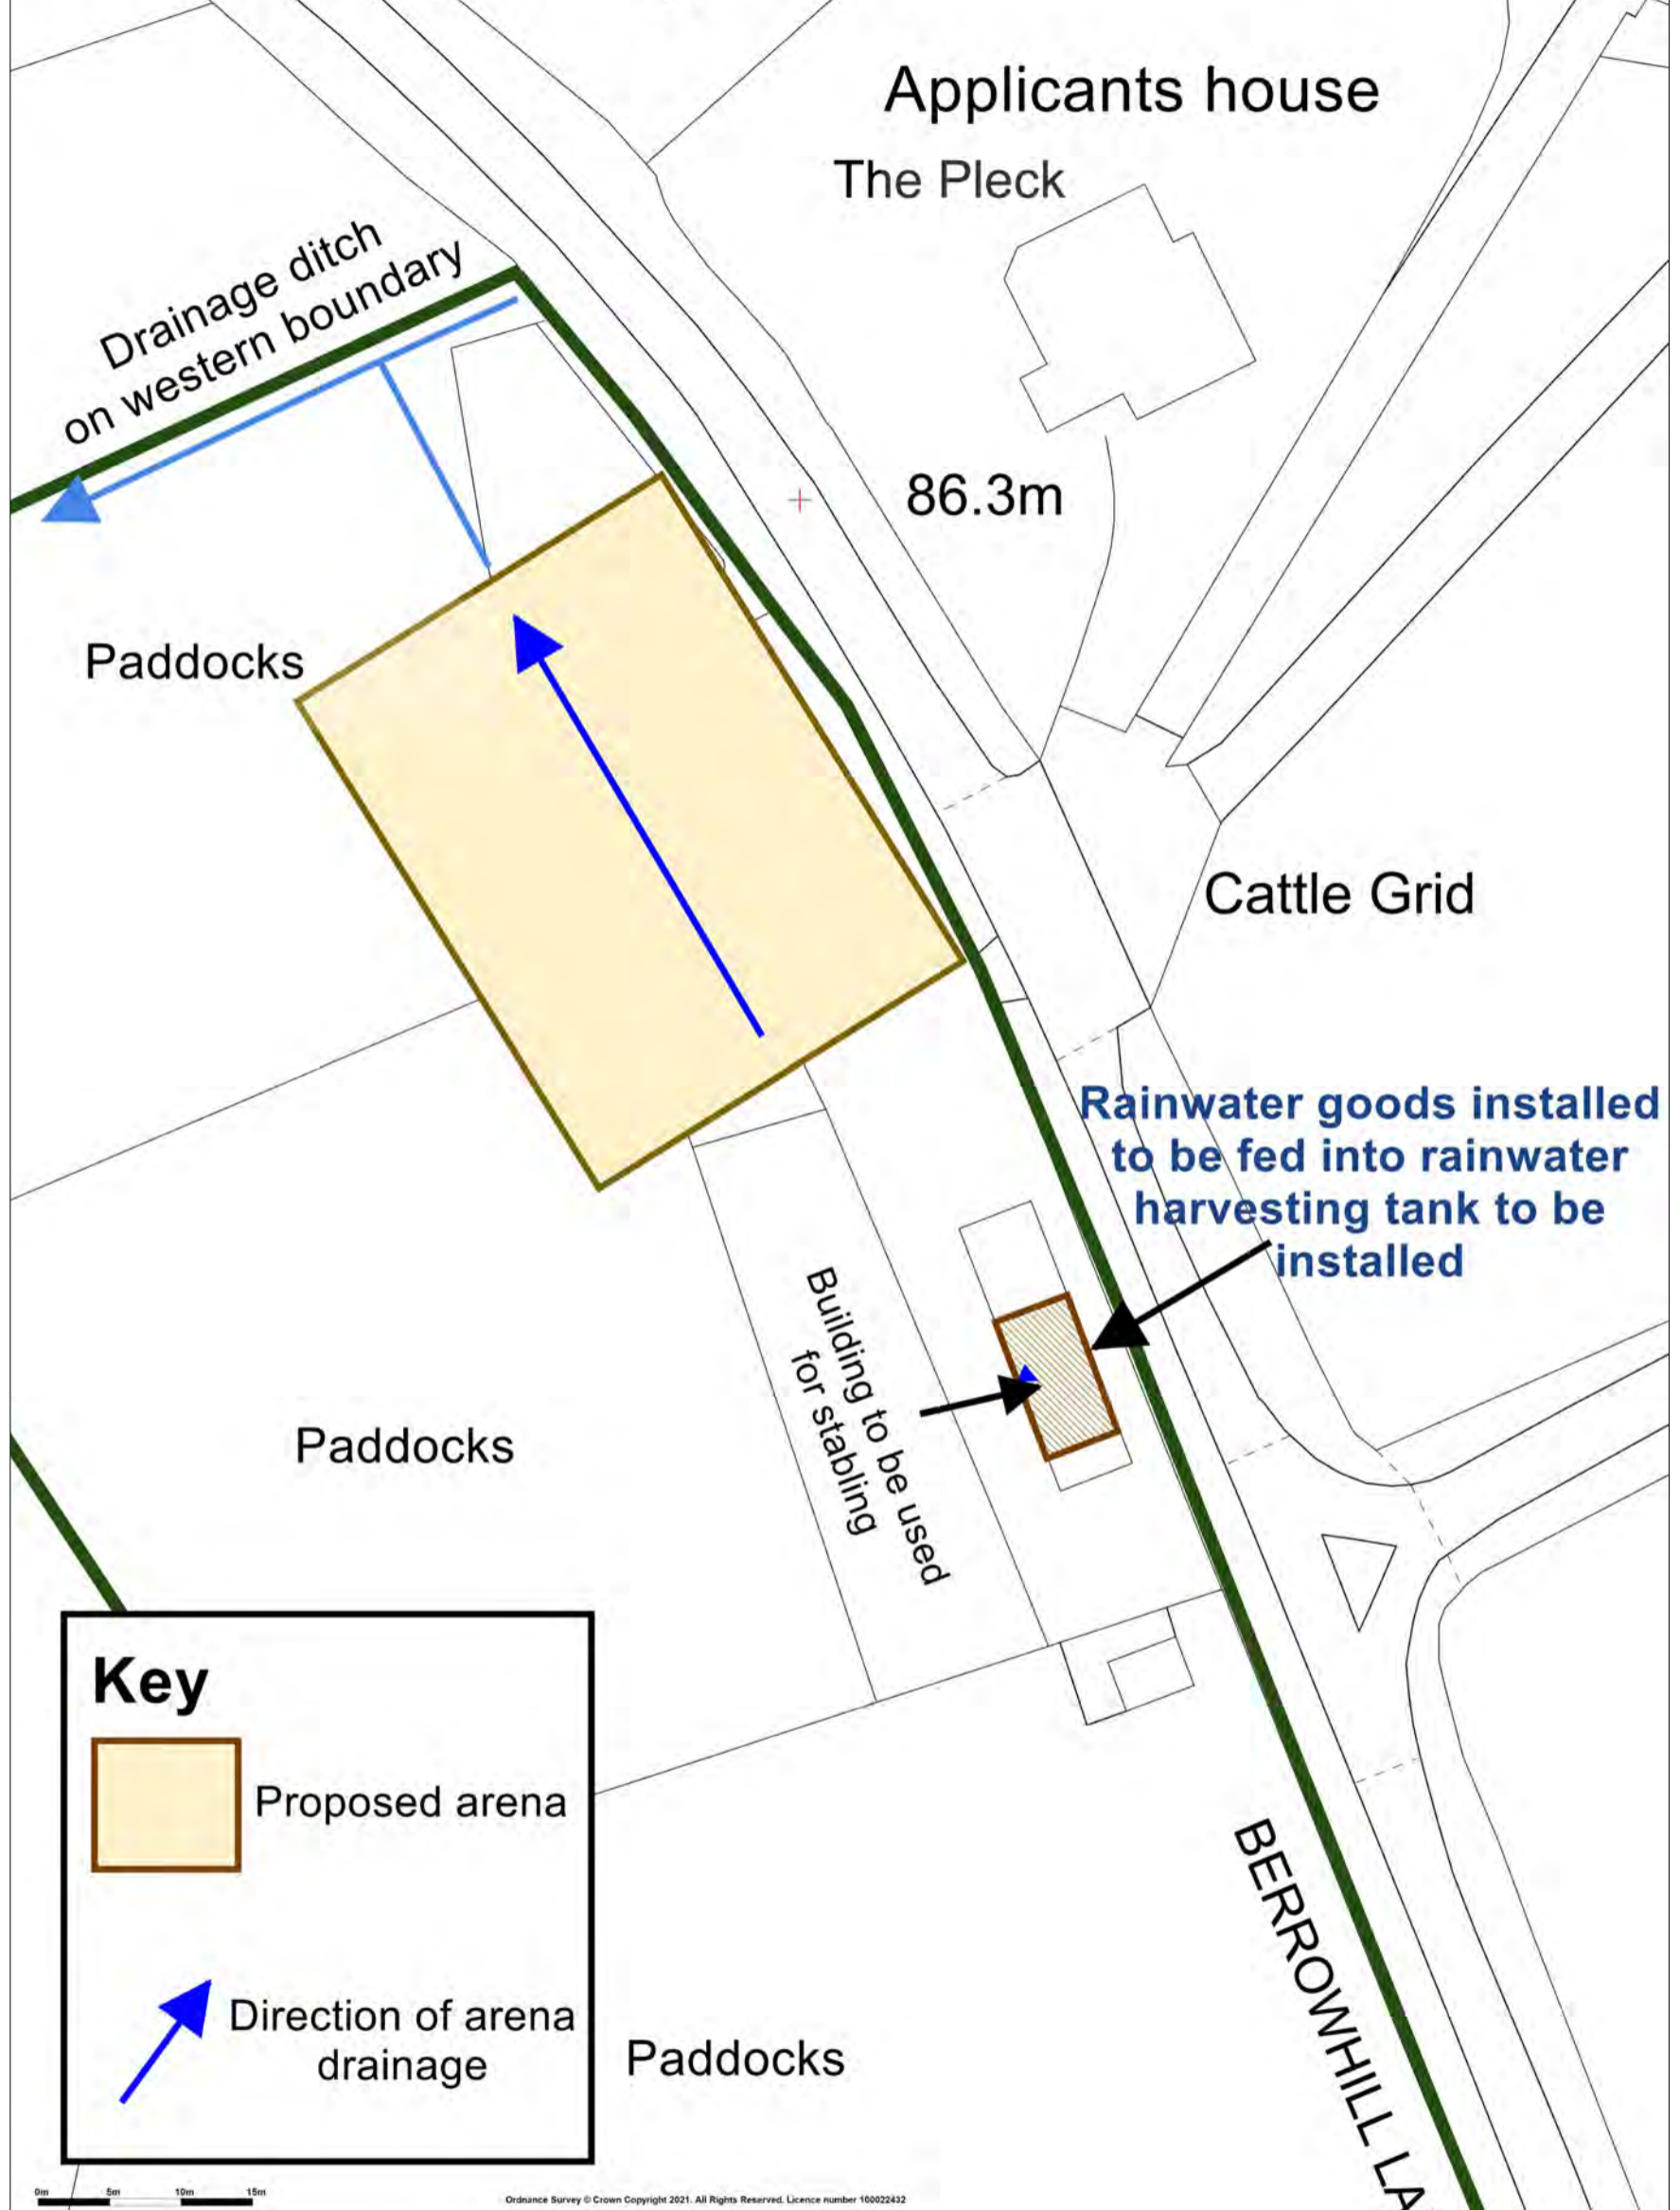 Applicants house
The Pleck
Drainage ditch
on western boundary
86.3m
Paddocks
Cattle Grid
Rainwater goods installed
to be fed into rainwater
harvesting tank to be
installed
Building to be used
for stabling
Paddocks
Key
Proposed arena
Direction of arena
drainage
Paddocks
BERROWHILL LA
0m 5m 10m 15m
Ordnance Survey © Crown Copyright 2021. All Rights Reserved. Licence number 100022432